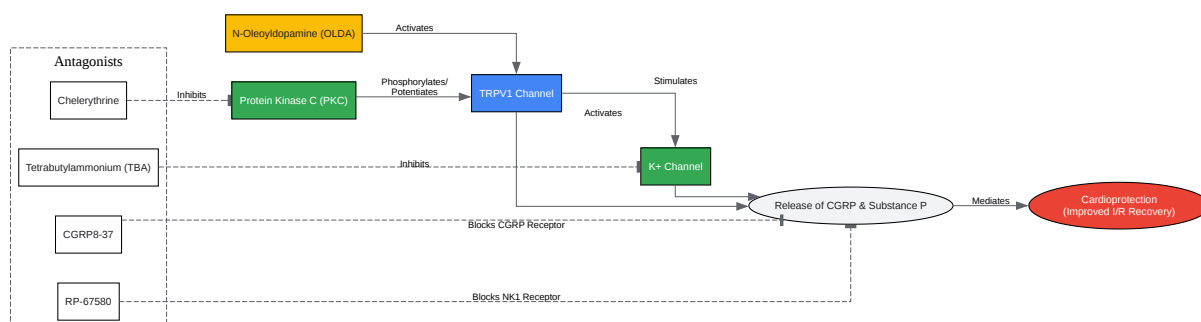 N-Oleoyldopamine (OLDA)
Activates
Antagonists
Chelerythrine
Inhibits
Protein Kinase C (PKC)
Phosphorylates/
Potentiates
TRPV1 Channel
Stimulates
Activates
Tetrabutylammonium (TBA)
Inhibits
K+ Channel
Release of CGRP & Substance P
Mediates
Cardioprotection
(Improved I/R Recovery)
CGRP8-37
Blocks CGRP Receptor
RP-67580
Blocks NK1 Receptor